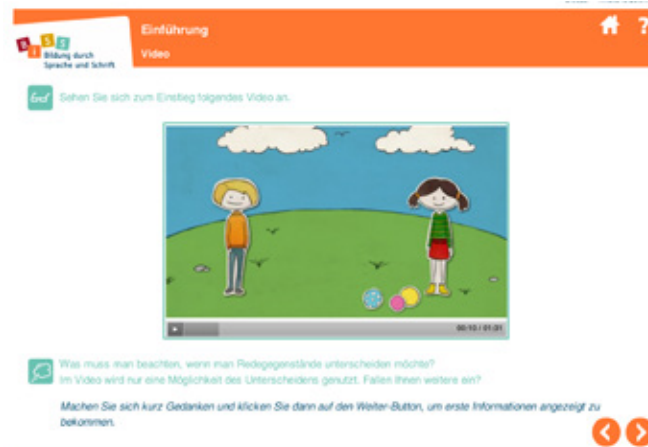 Einführung
?
BiSS
Bildung durch
Sprache und Schrift
Video
Sehen Sie sich zum Einstieg folgendes Video an.
00:10 / 01:31
Was muss man beachten, wenn man Redegegenstände unterscheiden möchte?
Im Video wird nur eine Möglichkeit des Unterscheidens genutzt. Fallen Ihnen weitere ein?
Machen Sie sich kurz Gedanken und klicken Sie dann auf den Weiter-Button, um erste Informationen angezeigt zu
bekommen.